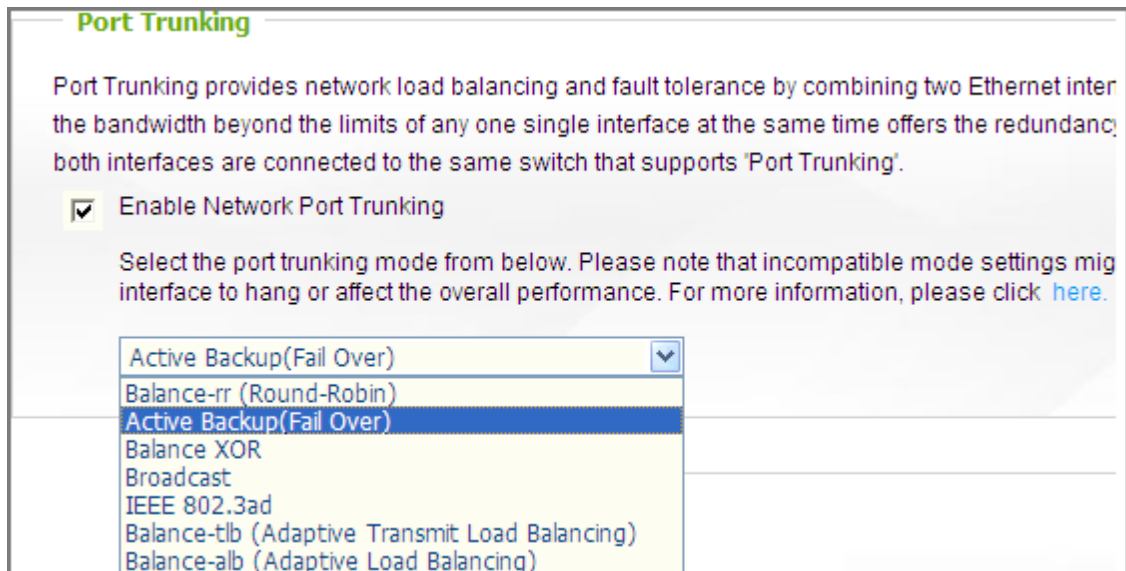 Port Trunking
Port Trunking provides network load balancing and fault tolerance by combining two Ethernet
the bandwidth beyond the limits of any one single interface at the same time offers the redundancy
both interfaces are connected to the same switch that supports 'Port Trunking'.
Enable Network Port Trunking
Select the port trunking mode from below. Please note that incompatible mode settings
interface to hang or affect the overall performance. For more information, please click here.
Active Backup(Fail Over)
Balance-rr (Round-Robin)
Active Backup(Fail Over)
Balance XOR
Broadcast
IEEE 802.3ad
Balance-tlb (Adaptive Transmit Load Balancing)
Balance-alb (Adaptive Load Balancing)